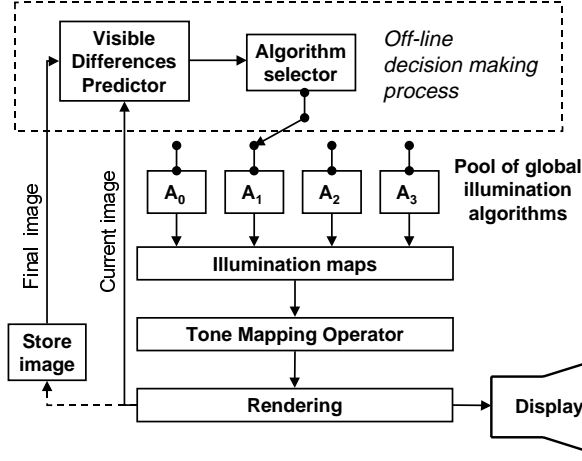 Visible
Differences
Predictor
Algorithm
selector
Off-line
decision making
process
Pool of global
illumination
algorithms
A0
A1
A2
A3
Final image
Current image
Illumination maps
Tone Mapping Operator
Store
image
Rendering
Display